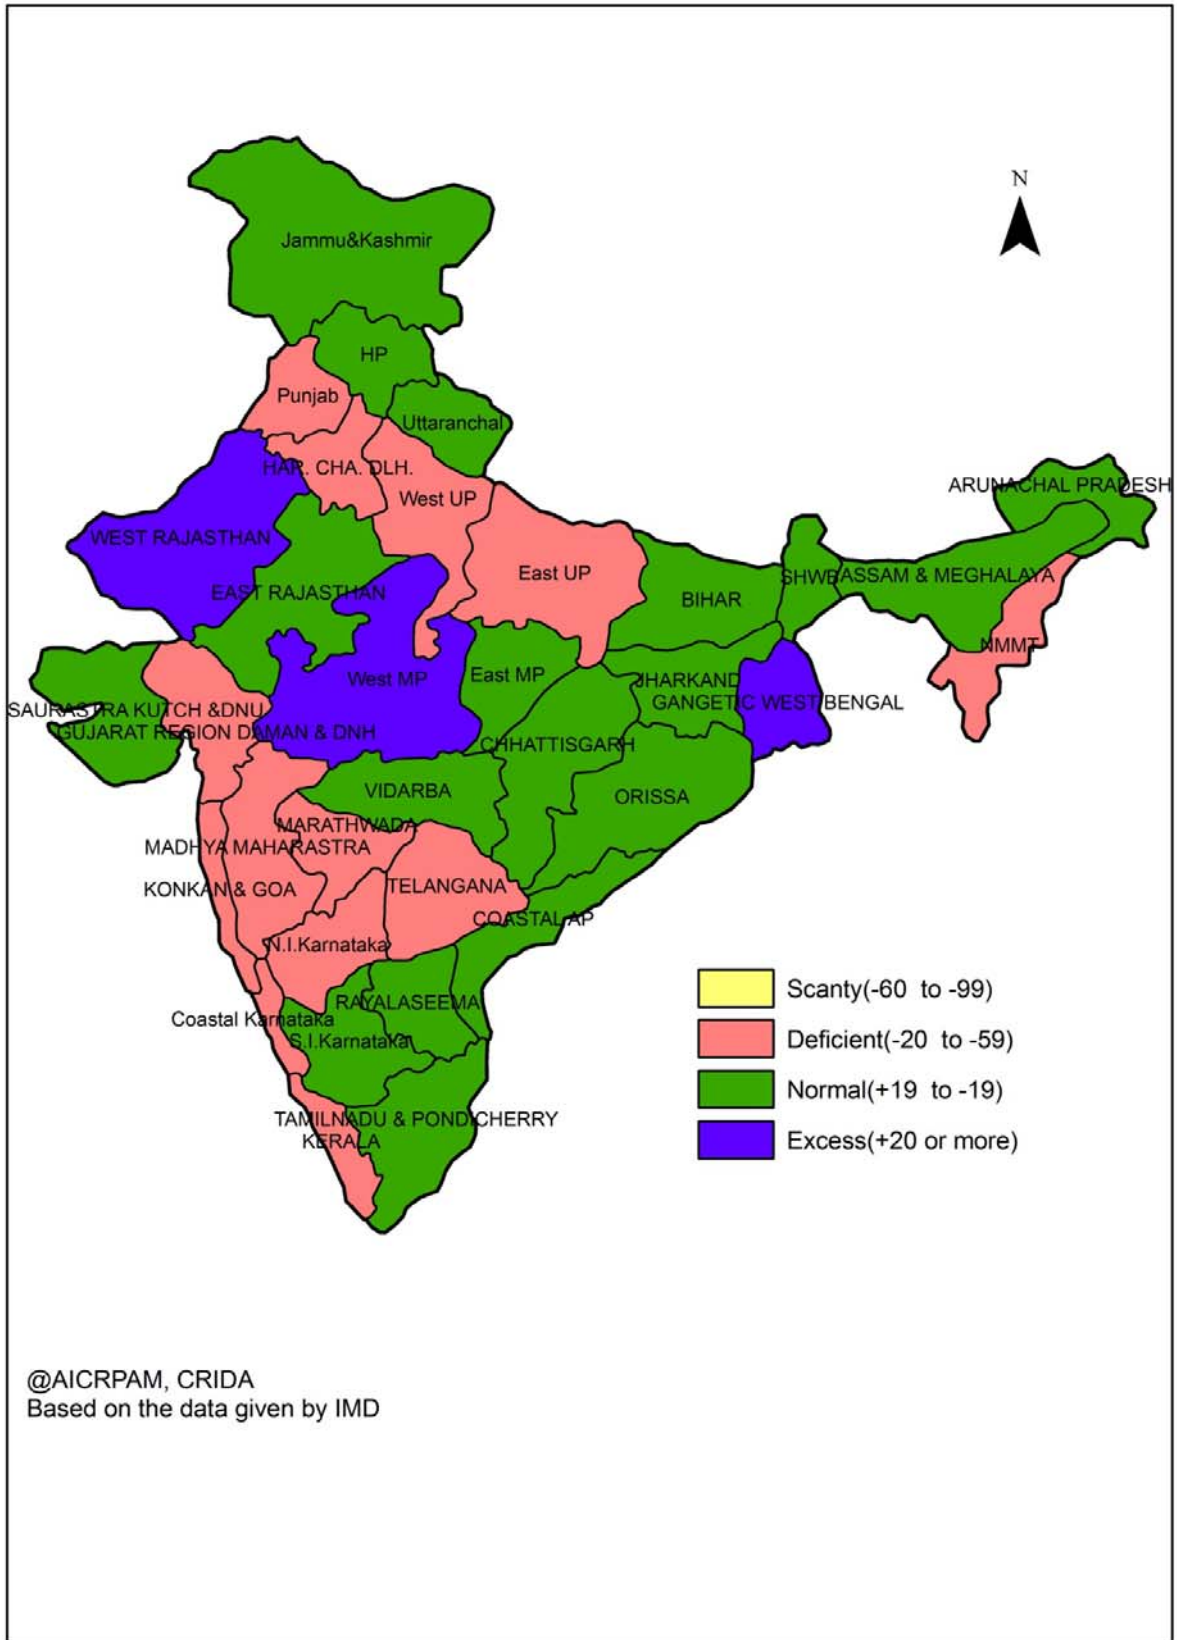 N
Jammu&Kashmir
HP
Punjab
Uttaranchal
HAR. CHA. DLH.
West UP
ARUNACHAL PRADESH
WEST RAJASTHAN
East UP
SHWB
ASSAM & MEGHALAYA
EAST RAJASTHAN
BIHAR
NMMT
West MP
East MP
JHARKAND
GANGETIC WEST BENGAL
SAURASTRA KUTCH &DNU
GUJARAT REGION DAMAN & DNH
CHHATTISGARH
VIDARBA
ORISSA
MARATHWADA
MADHYA MAHARASTRA
KONKAN & GOA
TELANGANA
COASTAL AP
N.I.Karnataka
RAYALASEEMA
Coastal Karnataka
S.I.Karnataka
TAMILNADU & PONDICHERRY
KERALA
Scanty(-60 to -99)
Deficient(-20 to -59)
Normal(+19 to -19)
Excess(+20 or more)
@AICRPAM, CRIDA
Based on the data given by IMD